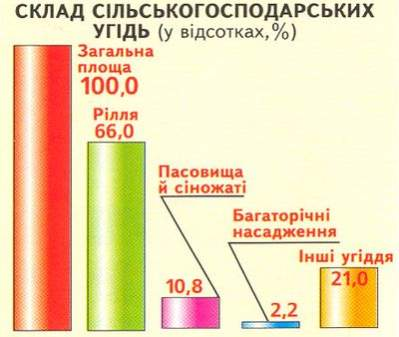 СКЛАД СІЛЬСЬКОГОСПОДАРСЬКИХ
УГІДЬ (у відсотках,%)
Загальна
площа
100,0
Рілля
66,0
Пасовища
й сіножаті
10,8
Багаторічні
насадження
2,2
Інші угіддя
21,0